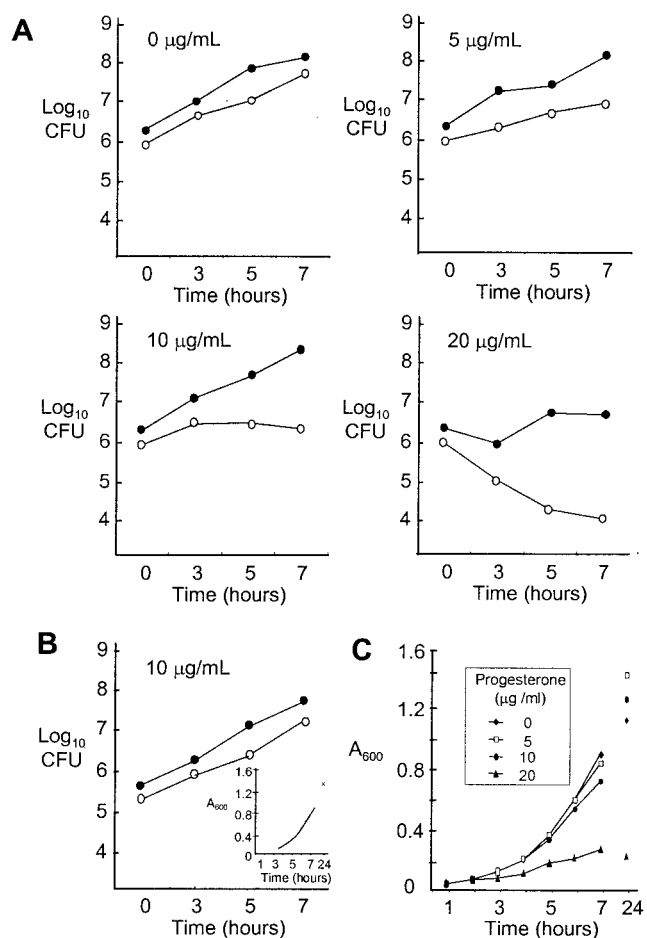 A
0 µg/mL
5 µg/mL
9
8
7
6
5
4
Log10
CFU
0 3 5 7
Time (hours)
9
8
7
6
5
4
Log10
CFU
0 3 5 7
Time (hours)
10 µg/mL
20 µg/mL
9
8
7
6
5
4
Log10
CFU
0 3 5 7
Time (hours)
9
8
7
6
5
4
Log10
CFU
0 3 5 7
Time (hours)
B
10 µg/mL
9
8
7
6
5
4
Log10
CFU
0 3 5 7
Time (hours)
1.6
1.2
0.8
0.4
0
A600
1 3 5 7 24
Time (hours)
C
1.6
1.2
0.8
0.4
0
A600
Progesterone
(µg /ml)
0
5
10
20
1 3 5 7 24
Time (hours)